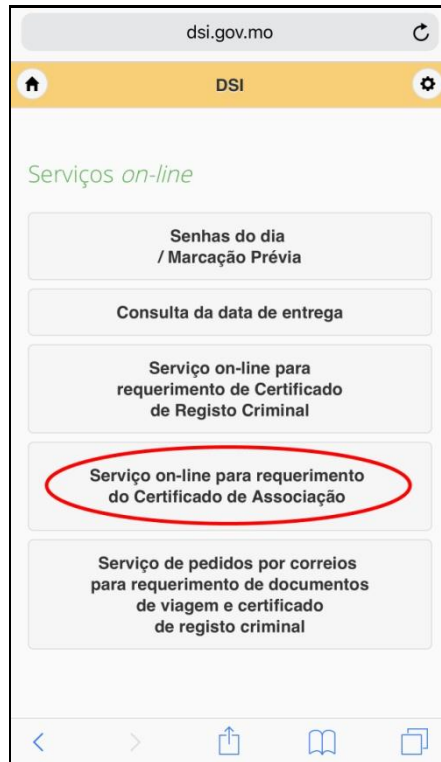 dsi.gov.mo
DSI
Serviços on-line
Senhas do dia
/ Marcação Prévia
Consulta da data de entrega
Serviço on-line para
requerimento de Certificado
de Registo Criminal
Serviço on-line para requerimento
do Certificado de Associação
Serviço de pedidos por correios
para requerimento de documentos
de viagem e certificado
de registo criminal